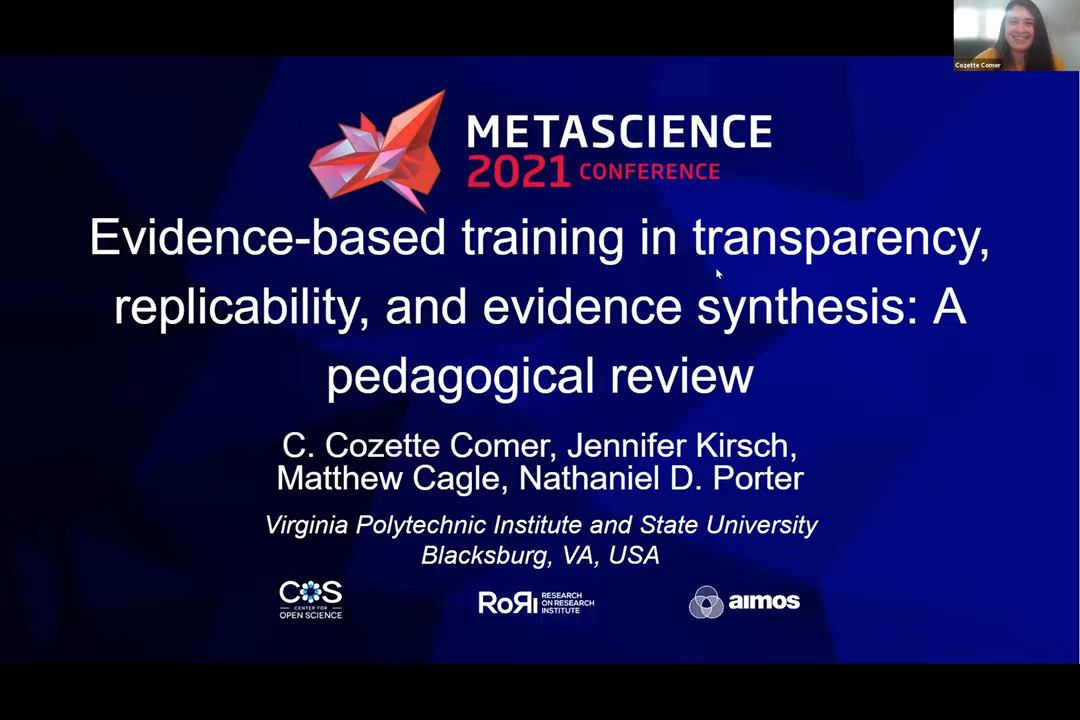 Cozette Comer
METASCIENCE
2021 CONFERENCE
Evidence-based training in transparency,
replicability, and evidence synthesis: A
pedagogical review
C. Cozette Comer, Jennifer Kirsch,
Matthew Cagle, Nathaniel D. Porter
Virginia Polytechnic Institute and State University
Blacksburg, VA, USA
COS
CENTER FOR
OPEN SCIENCE
RoRI
RESEARCH
ON RESEARCH
INSTITUTE
aimos